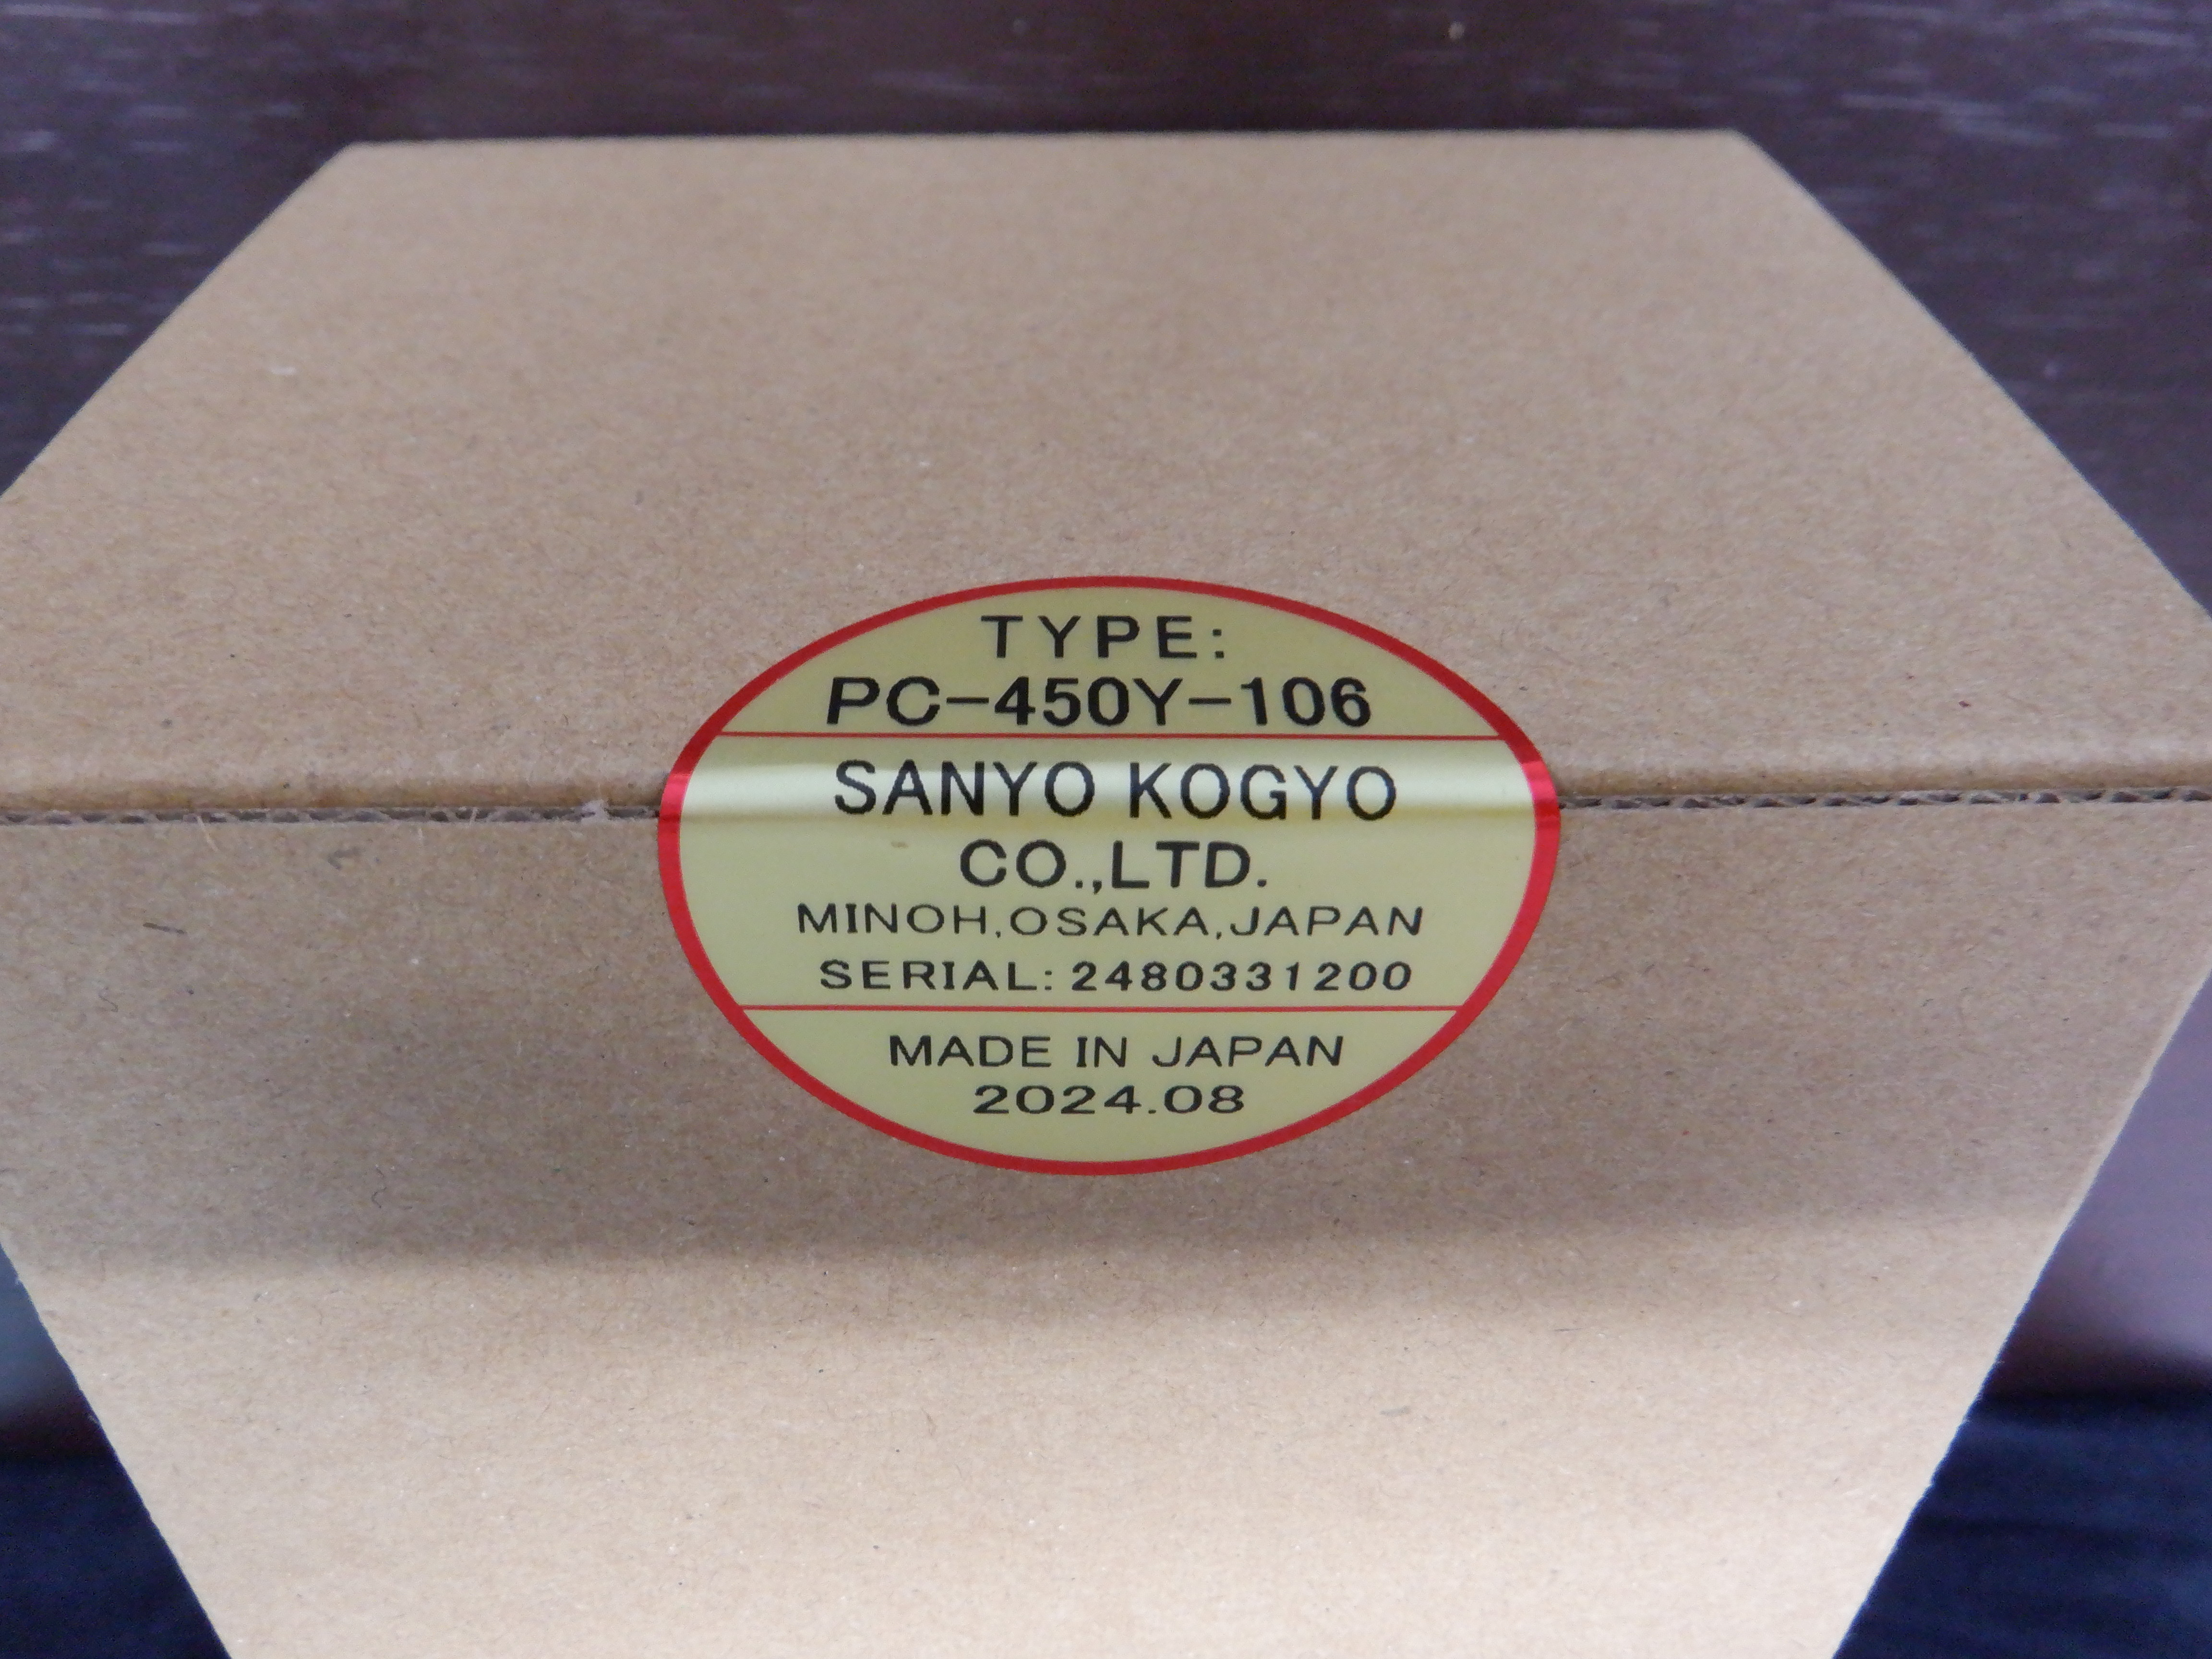 TYPE:
PC-450Y-106
SANYO KOGYO
CO.,LTD.
MINOH,OSAKA,JAPAN
SERIAL: 2480331200
MADE IN JAPAN
2024.08